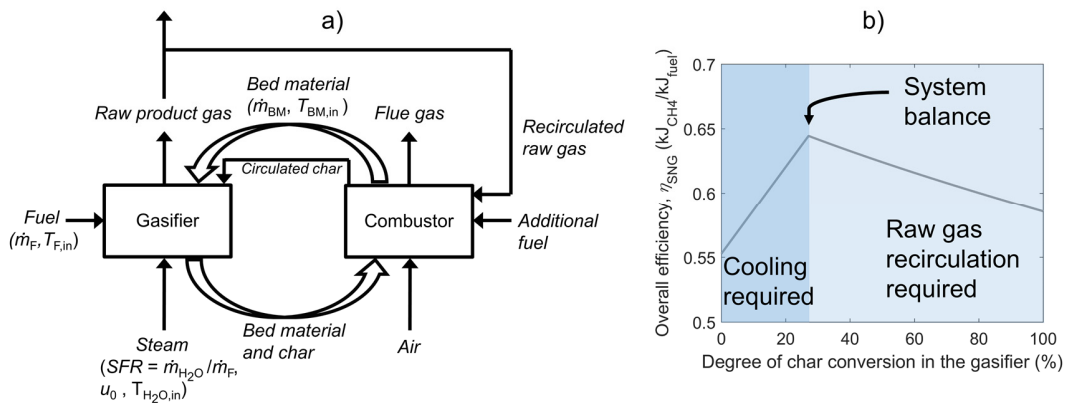 a)
Bed material
(ṁBM, TBM,in )
Raw product gas
Flue gas
Recirculated
raw gas
Circulated char
Gasifier
Combustor
Fuel
(ṁF,TF,in)
Additional
fuel
Bed material
and char
Steam
(SFR = ṁH2O/ṁF,
u0 , TH2O,in)
Air
b)
Overall efficiency, ηSNG (kJCH4/kJfuel)
0.7
0.65
0.6
0.55
0.5
System
balance
Cooling
required
Raw gas
recirculation
required
0
20
40
60
80
100
Degree of char conversion in the gasifier (%)